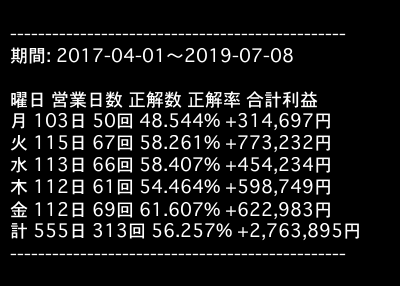 ------------------------------------------------
期間: 2017-04-01〜2019-07-08
曜日 営業日数 正解数 正解率 合計利益
月 103日 50回 48.544% +314,697円
火 115日 67回 58.261% +773,232円
水 113日 66回 58.407% +454,234円
木 112日 61回 54.464% +598,749円
金 112日 69回 61.607% +622,983円
計 555日 313回 56.257% +2,763,895円
------------------------------------------------